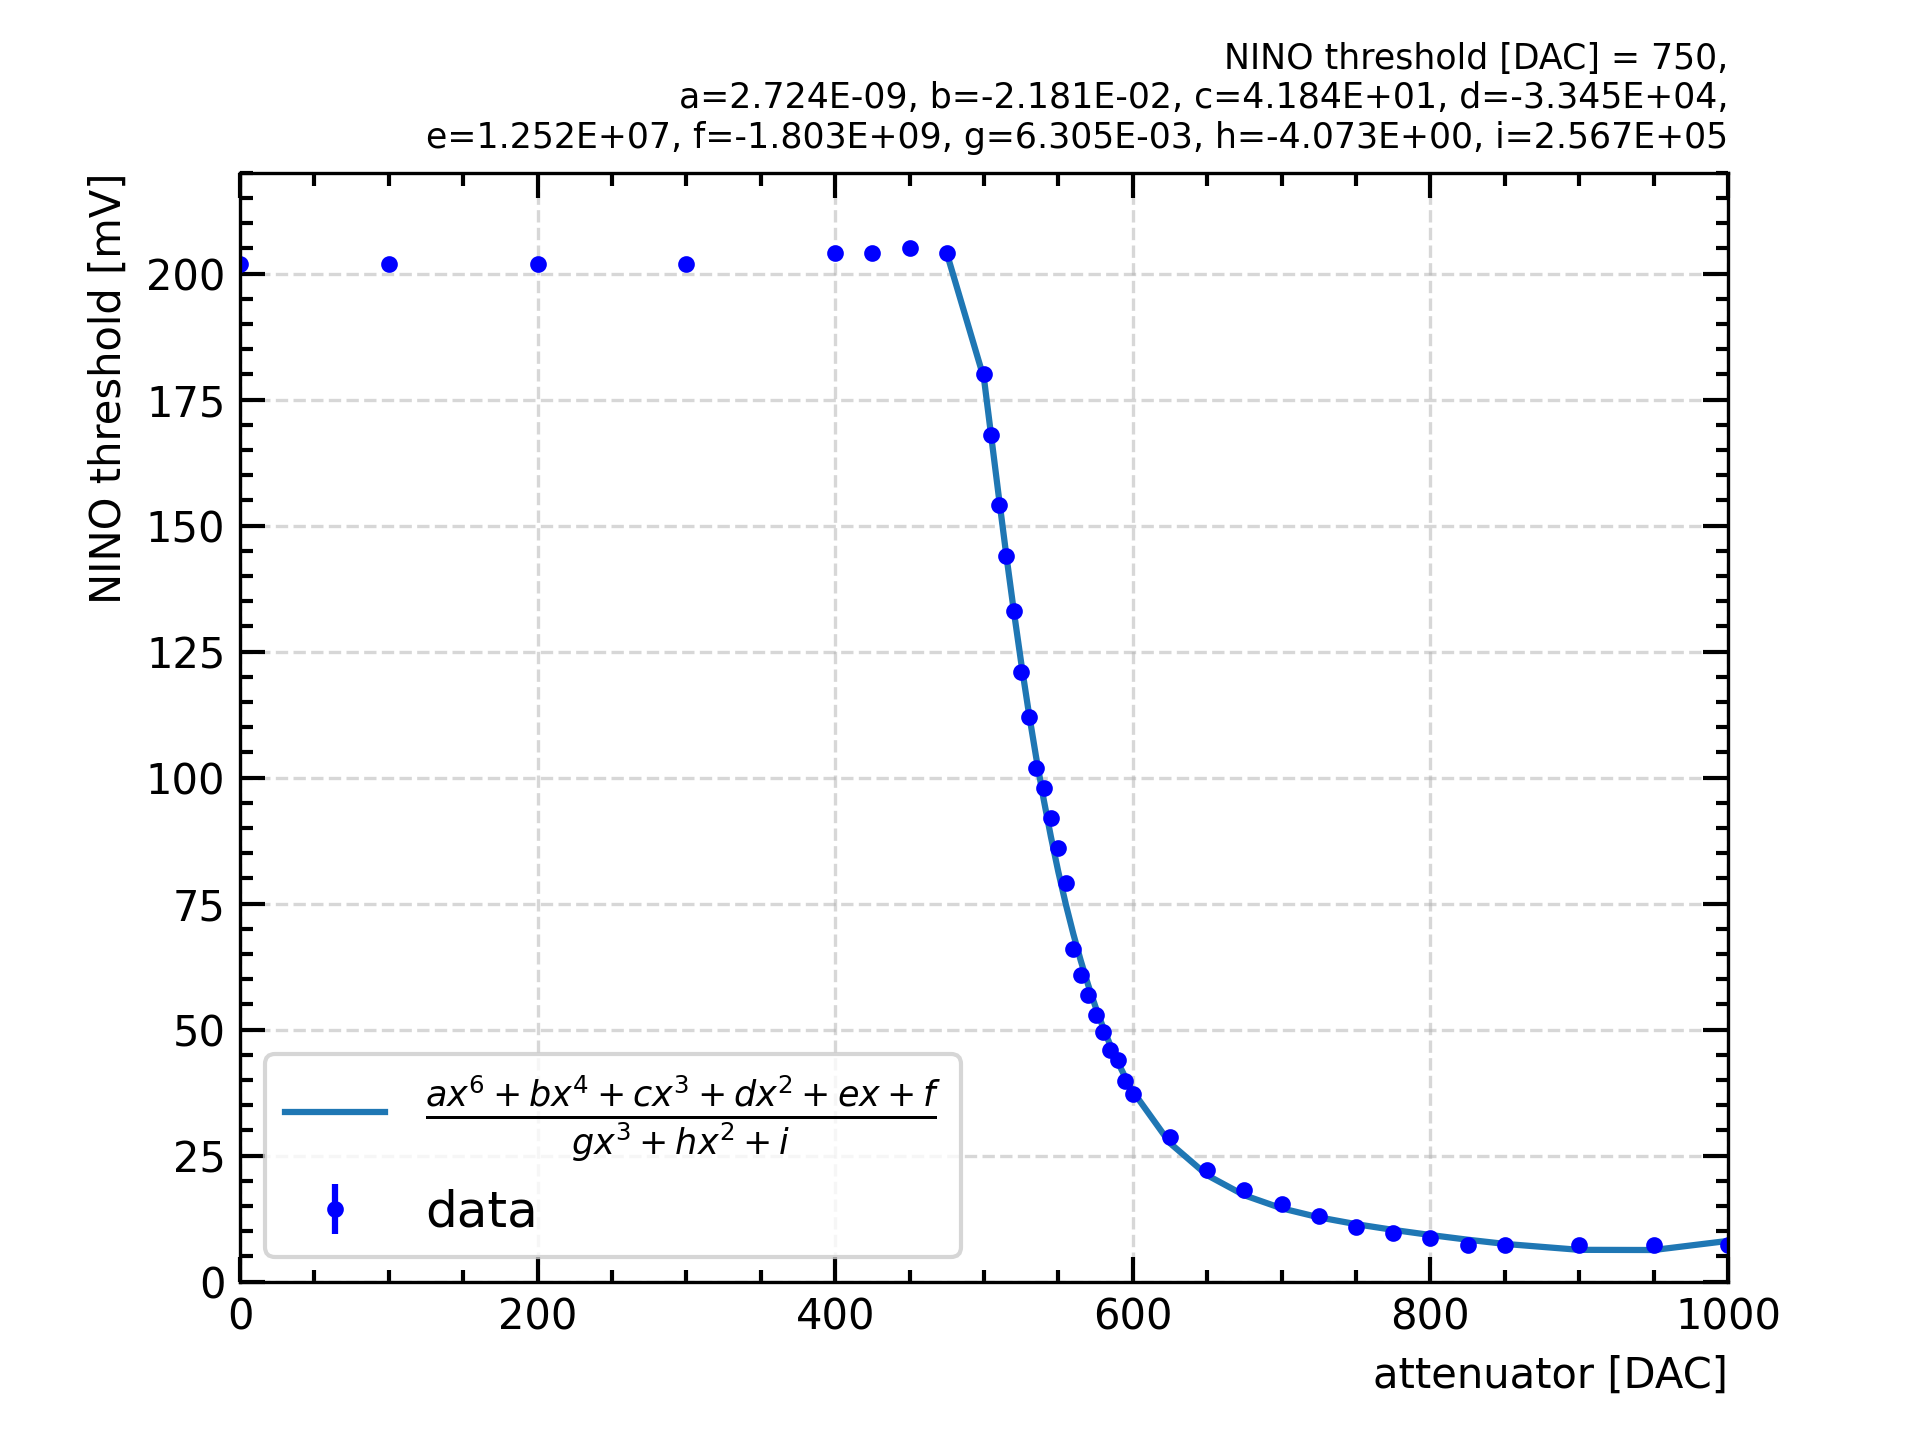 NINO threshold [DAC] = 750,
a=2.724E-09, b=-2.181E-02, c=4.184E+01, d=-3.345E+04,
e=1.252E+07, f=-1.803E+09, g=6.305E-03, h=-4.073E+00, i=2.567E+05
NINO threshold [mV]
200
175
150
125
100
75
50
25
0
ax⁶ + bx⁴ + cx³ + dx² + ex + f
gx³ + hx² + i
data
0 200 400 600 800 1000
attenuator [DAC]